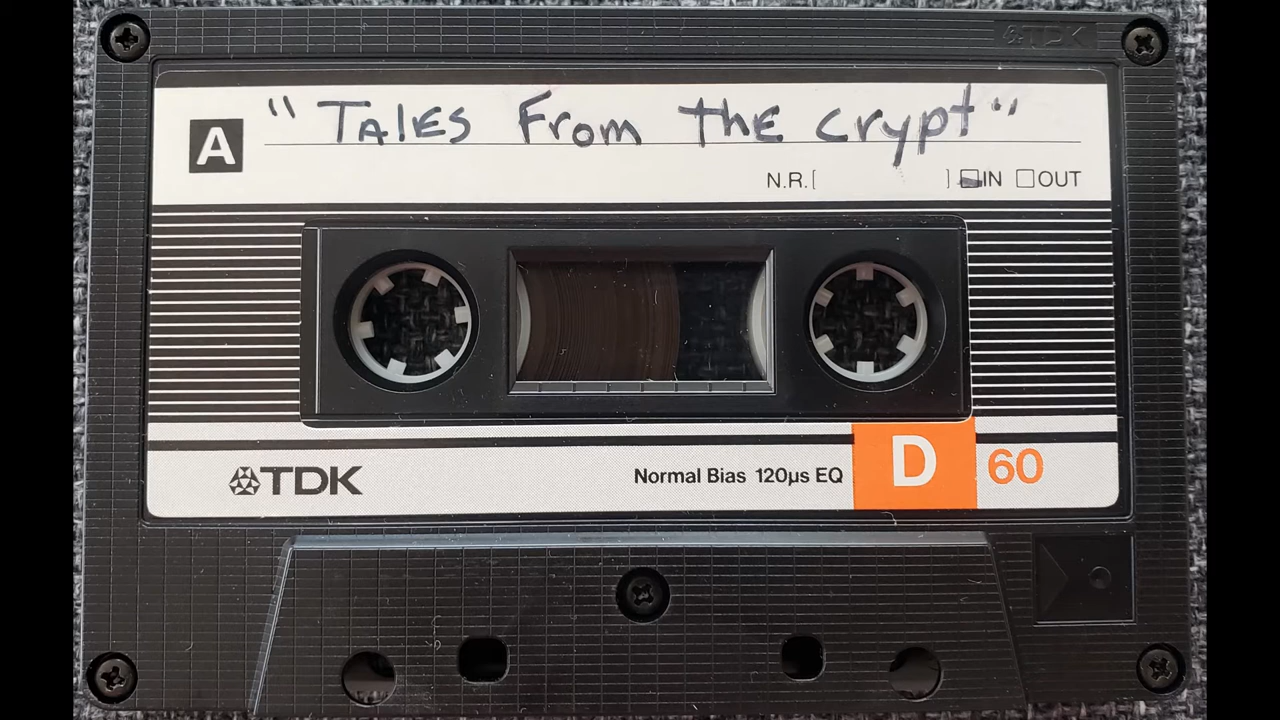 TDK
"Tales From the Crypt"
A
N.R.[ ] IN OUT
TDK
Normal Bias 120µs EQ D 60